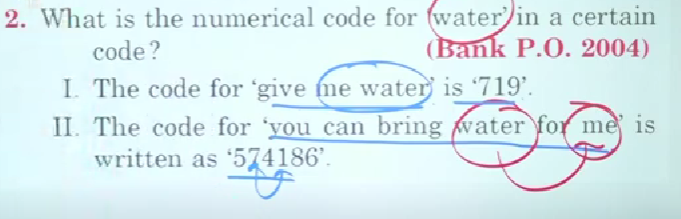 2. What is the numerical code for 'water' in a certain
code? (Bank P.O. 2004)
I. The code for 'give me water' is '719'.
II. The code for 'you can bring water for me' is
written as '574186'.